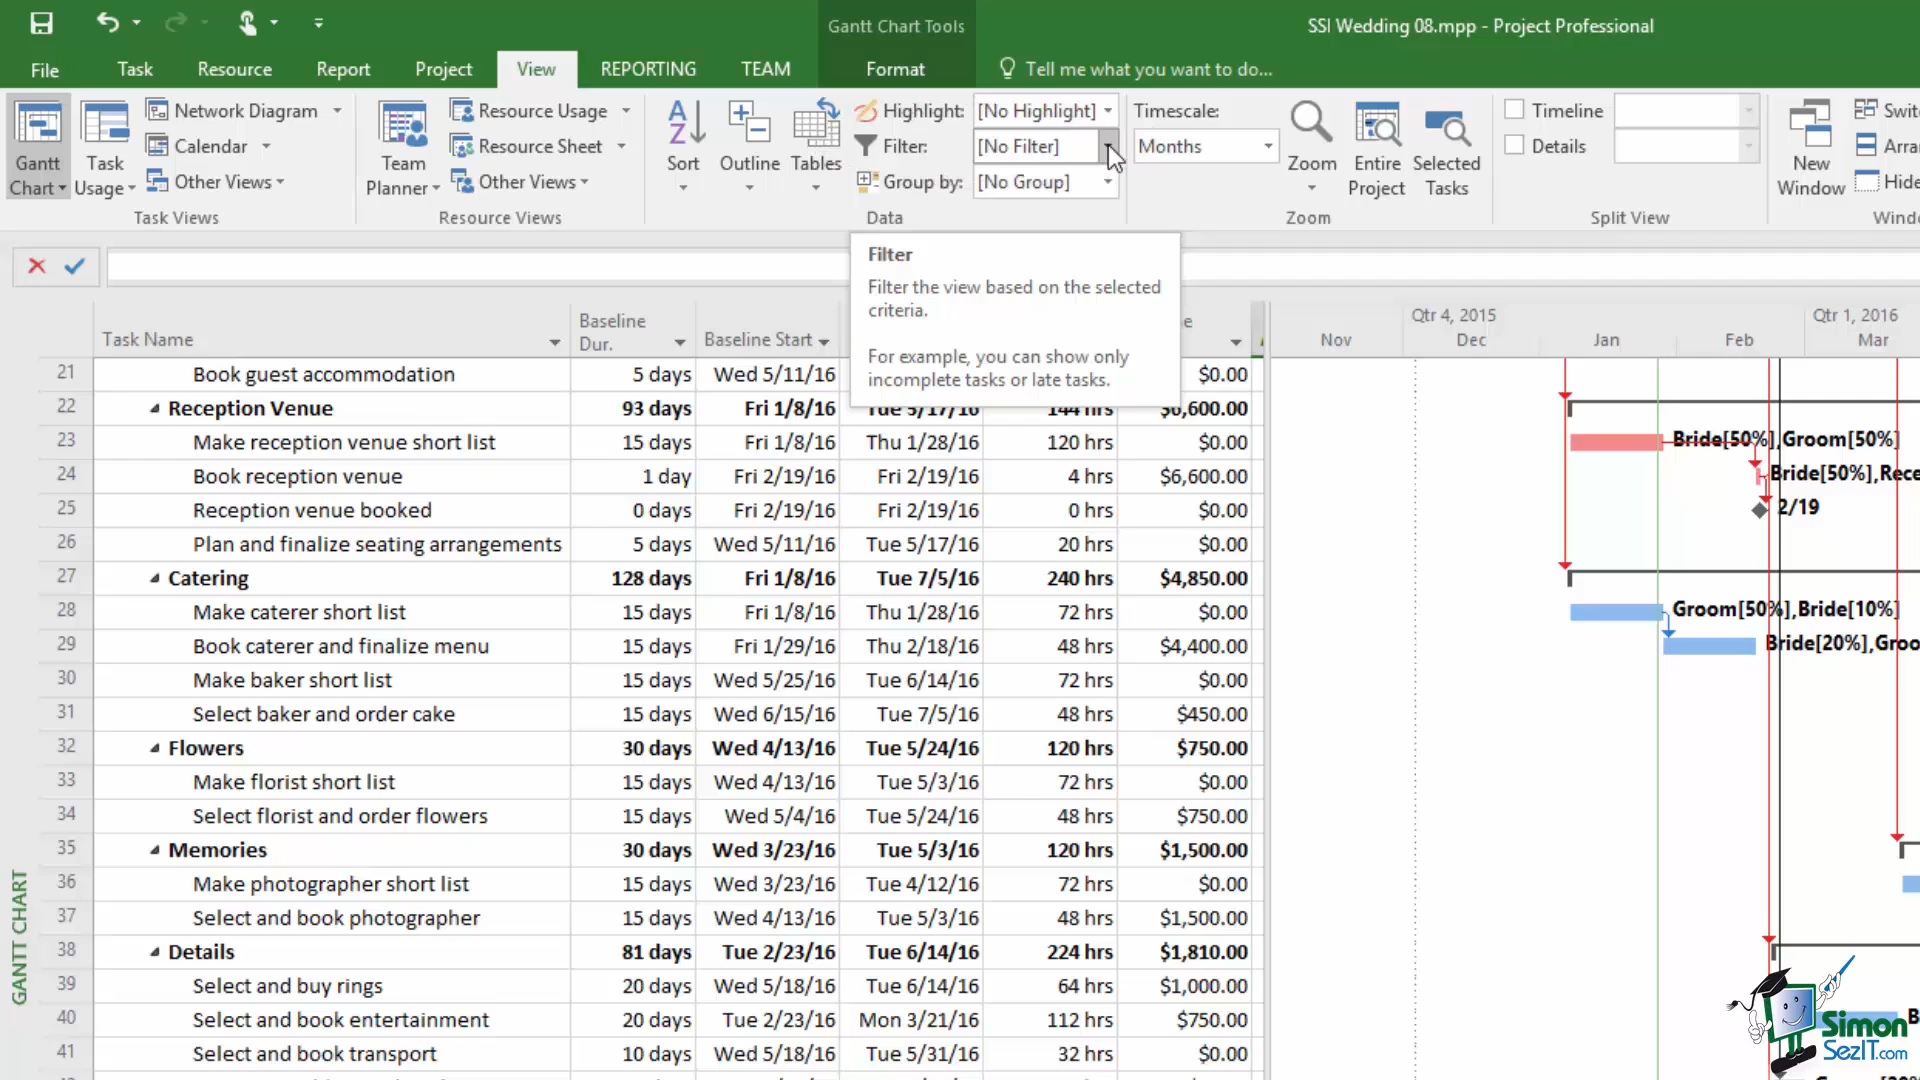 Gantt Chart Tools
SSI Wedding 08.mpp - Project Professional
File Task Resource Report Project View REPORTING TEAM Format Tell me what you want to do...
Gantt Chart
Task Usage
Network Diagram
Calendar
Other Views
Task Views
Team Planner
Resource Usage
Resource Sheet
Other Views
Resource Views
Sort
Outline
Tables
Highlight: [No Highlight]
Filter: [No Filter]
Group by: [No Group]
Data
Timescale:
Months
Zoom
Entire Project
Selected Tasks
Zoom
Timeline
Details
Split View
New Window
Hide
Filter
Filter the view based on the selected
criteria.
For example, you can show only
incomplete tasks or late tasks.
Task Name Baseline Dur. Baseline Start
Qtr 4, 2015 Qtr 1, 2016
Nov Dec Jan Feb Mar
21 Book guest accommodation 5 days Wed 5/11/16 $0.00
22 Reception Venue 93 days Fri 1/8/16 Tue 5/17/16 144 hrs $6,600.00
23 Make reception venue short list 15 days Fri 1/8/16 Thu 1/28/16 120 hrs $0.00 Bride[50%],Groom[50%]
24 Book reception venue 1 day Fri 2/19/16 Fri 2/19/16 4 hrs $6,600.00 Bride[50%],Rece
25 Reception venue booked 0 days Fri 2/19/16 Fri 2/19/16 0 hrs $0.00 2/19
26 Plan and finalize seating arrangements 5 days Wed 5/11/16 Tue 5/17/16 20 hrs $0.00
27 Catering 128 days Fri 1/8/16 Tue 7/5/16 240 hrs $4,850.00
28 Make caterer short list 15 days Fri 1/8/16 Thu 1/28/16 72 hrs $0.00 Groom[50%],Bride[10%]
29 Book caterer and finalize menu 15 days Fri 1/29/16 Thu 2/18/16 48 hrs $4,400.00 Bride[20%],Groo
30 Make baker short list 15 days Wed 5/25/16 Tue 6/14/16 72 hrs $0.00
31 Select baker and order cake 15 days Wed 6/15/16 Tue 7/5/16 48 hrs $450.00
32 Flowers 30 days Wed 4/13/16 Tue 5/24/16 120 hrs $750.00
33 Make florist short list 15 days Wed 4/13/16 Tue 5/3/16 72 hrs $0.00
34 Select florist and order flowers 15 days Wed 5/4/16 Tue 5/24/16 48 hrs $750.00
35 Memories 30 days Wed 3/23/16 Tue 5/3/16 120 hrs $1,500.00
36 Make photographer short list 15 days Wed 3/23/16 Tue 4/12/16 72 hrs $0.00
37 Select and book photographer 15 days Wed 4/13/16 Tue 5/3/16 48 hrs $1,500.00
38 Details 81 days Tue 2/23/16 Tue 6/14/16 224 hrs $1,810.00
39 Select and buy rings 20 days Wed 5/18/16 Tue 6/14/16 64 hrs $1,000.00
40 Select and book entertainment 20 days Tue 2/23/16 Mon 3/21/16 112 hrs $750.00
41 Select and book transport 10 days Wed 5/18/16 Tue 5/31/16 32 hrs $0.00
GANTT CHART
Simon
SezIT.com